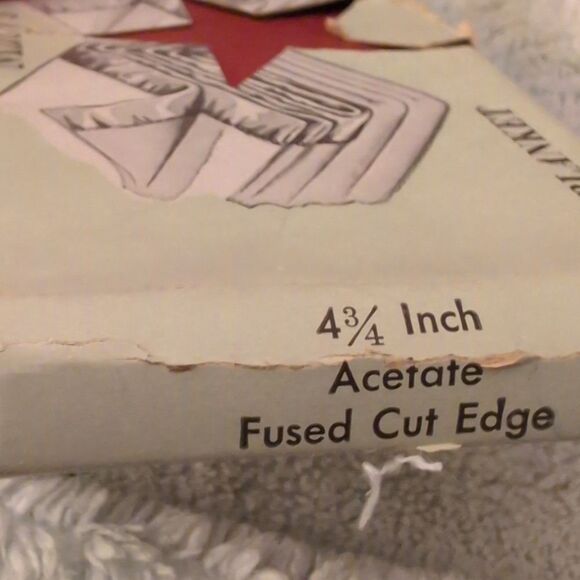 4¾ Inch
Acetate
Fused Cut Edge